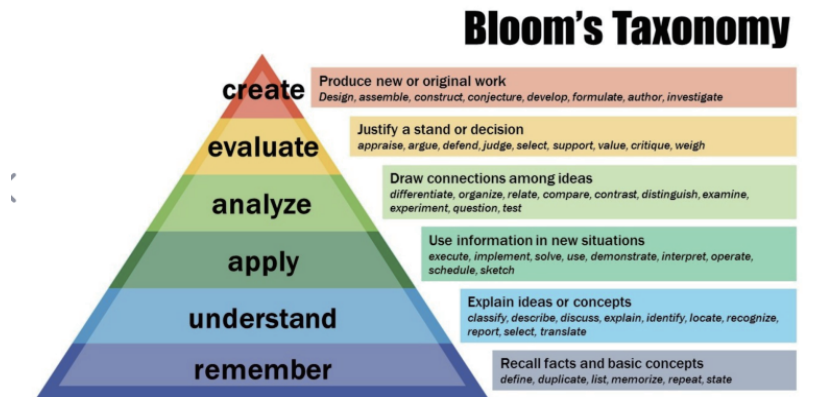 Bloom's Taxonomy
create
Produce new or original work
Design, assemble, construct, conjecture, develop, formulate, author, investigate
evaluate
Justify a stand or decision
appraise, argue, defend, judge, select, support, value, critique, weigh
analyze
Draw connections among ideas
differentiate, organize, relate, compare, contrast, distinguish, examine,
experiment, question, test
apply
Use information in new situations
execute, implement, solve, use, demonstrate, interpret, operate,
schedule, sketch
understand
Explain ideas or concepts
classify, describe, discuss, explain, identify, locate, recognize,
report, select, translate
remember
Recall facts and basic concepts
define, duplicate, list, memorize, repeat, state